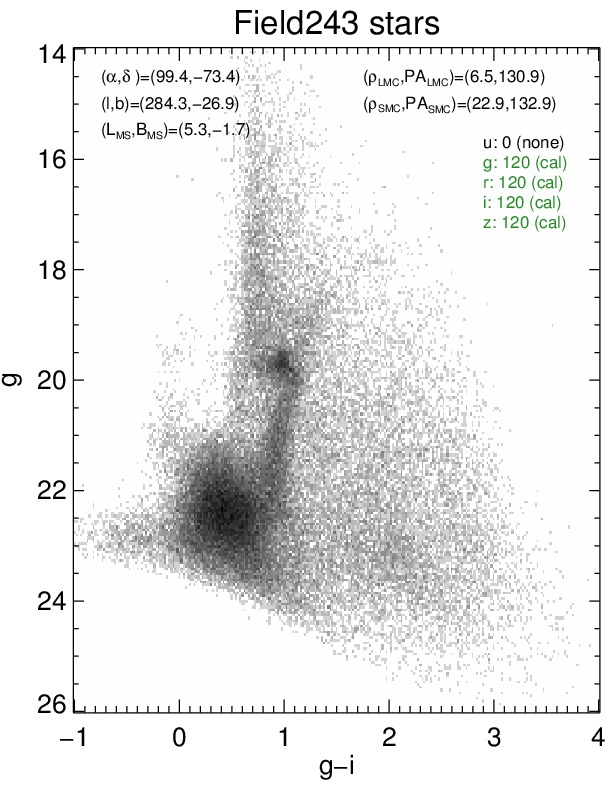 Field243 stars
(α,δ )=(99.4,−73.4)
(ρLMC,PALMC)=(6.5,130.9)
(l,b)=(284.3,−26.9)
(ρSMC,PASMC)=(22.9,132.9)
(LMS,BMS)=(5.3,−1.7)
u: 0 (none)
g: 120 (cal)
r: 120 (cal)
i: 120 (cal)
z: 120 (cal)
14
16
18
20
22
24
26
g
−1 0 1 2 3 4
g−i